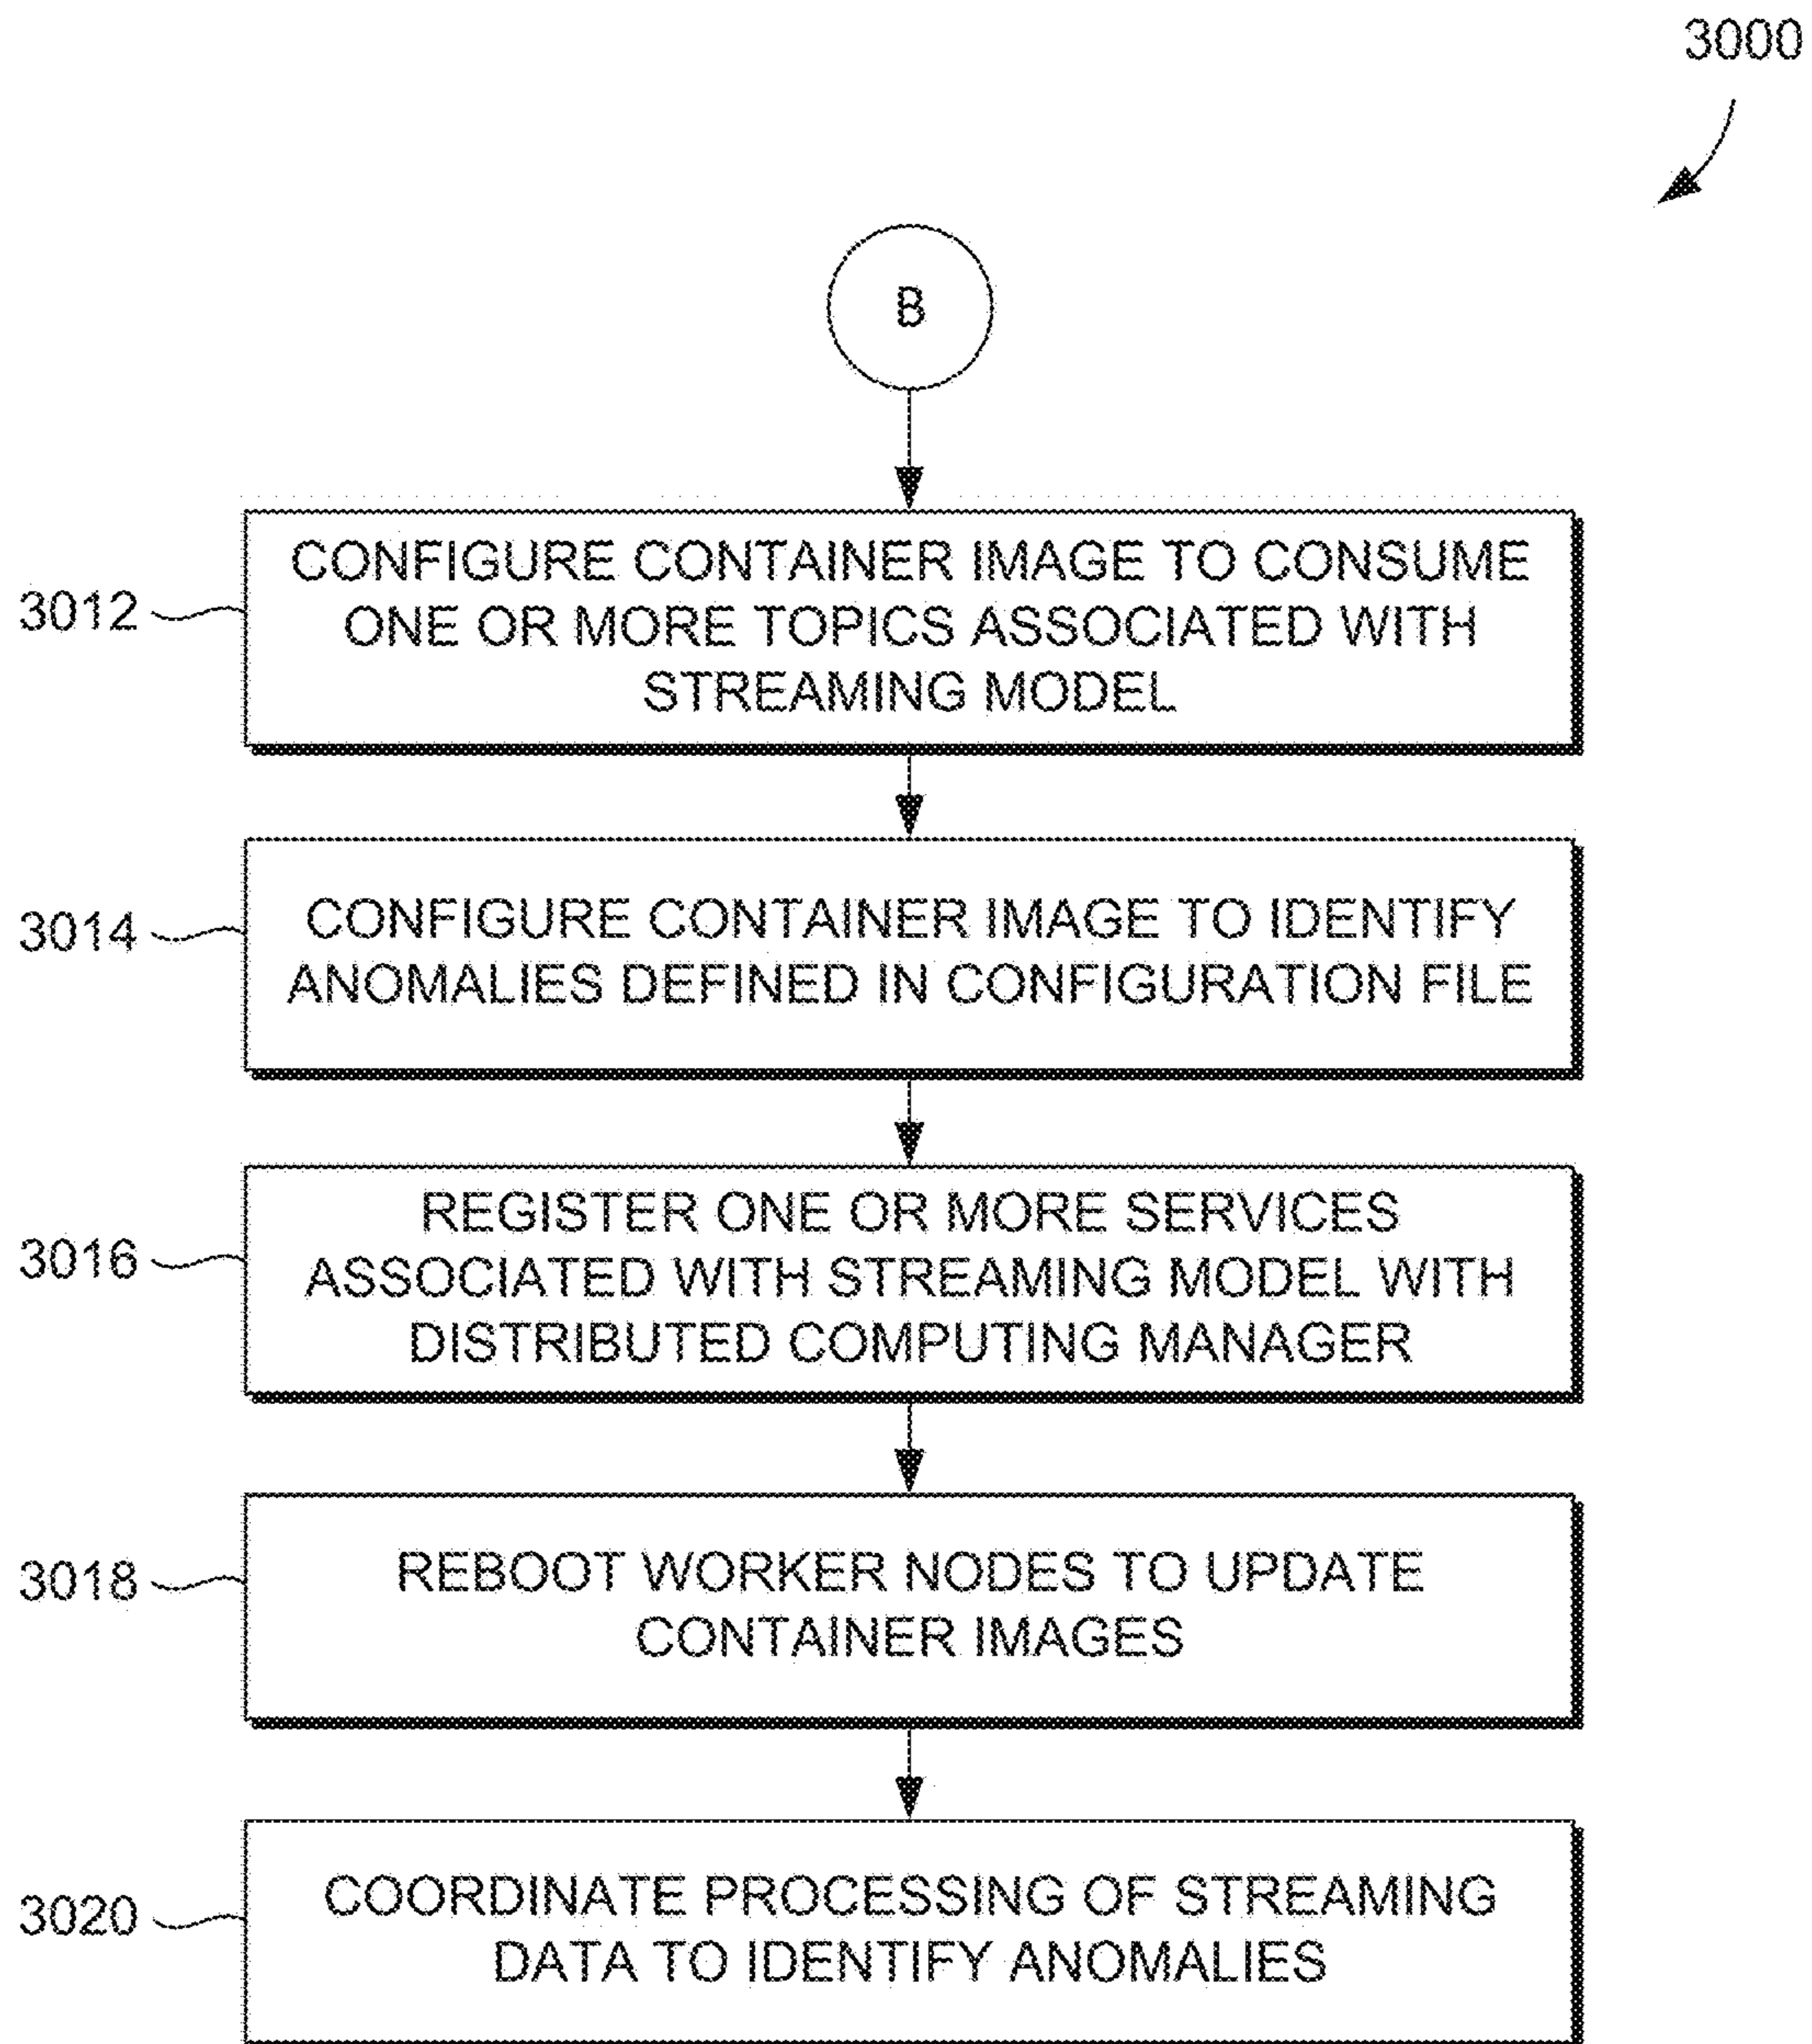 3000
B
3012
CONFIGURE CONTAINER IMAGE TO CONSUME
ONE OR MORE TOPICS ASSOCIATED WITH
STREAMING MODEL
3014
CONFIGURE CONTAINER IMAGE TO IDENTIFY
ANOMALIES DEFINED IN CONFIGURATION FILE
3016
REGISTER ONE OR MORE SERVICES
ASSOCIATED WITH STREAMING MODEL WITH
DISTRIBUTED COMPUTING MANAGER
3018
REBOOT WORKER NODES TO UPDATE
CONTAINER IMAGES
3020
COORDINATE PROCESSING OF STREAMING
DATA TO IDENTIFY ANOMALIES